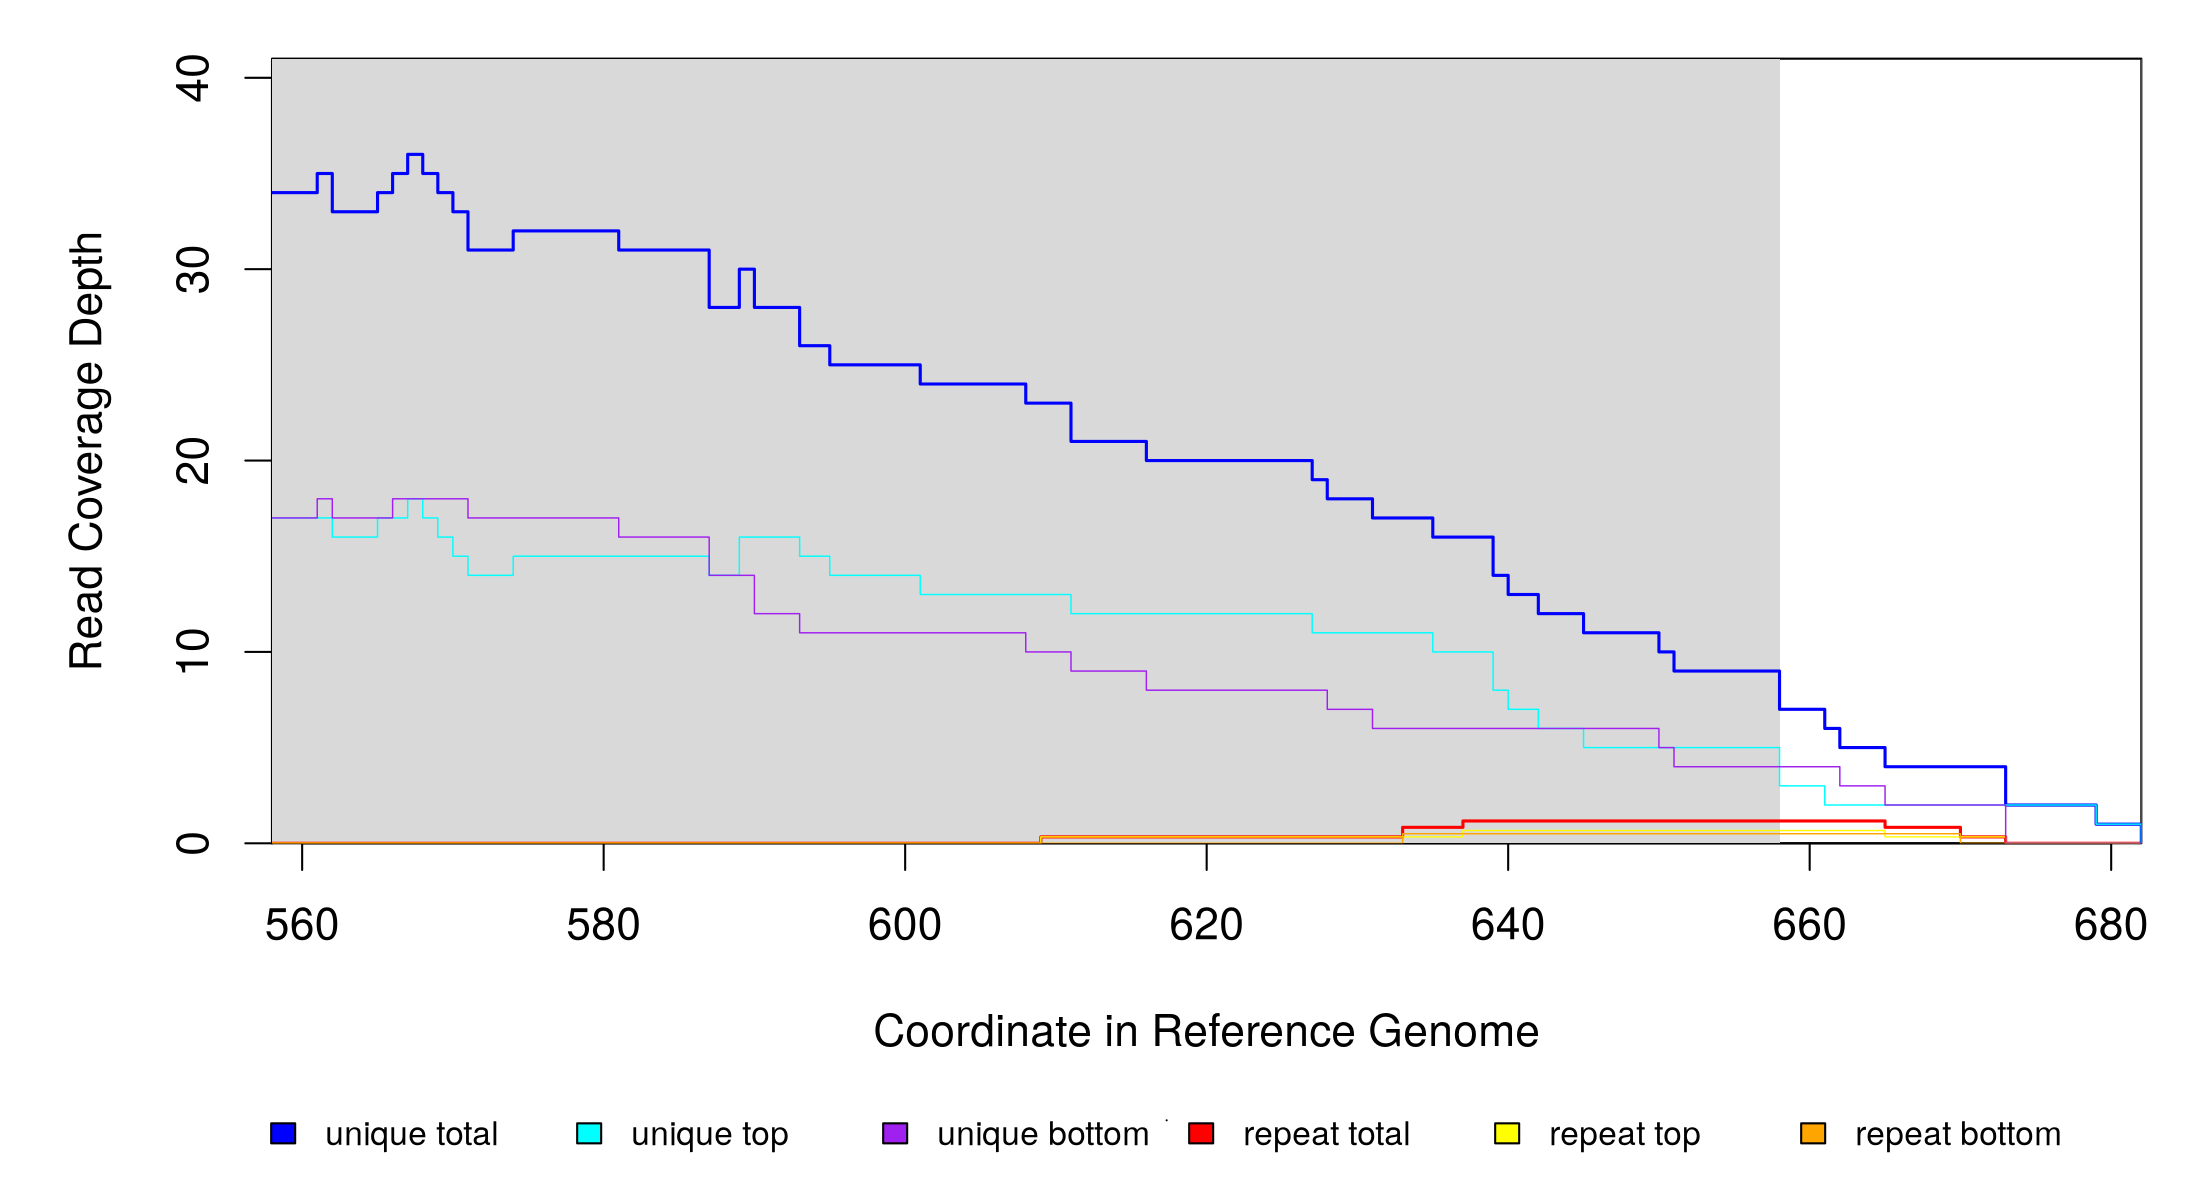 40
30
20
10
0
Read Coverage Depth
560 580 600 620 640 660 680
Coordinate in Reference Genome
unique total unique top unique bottom repeat total repeat top repeat bottom